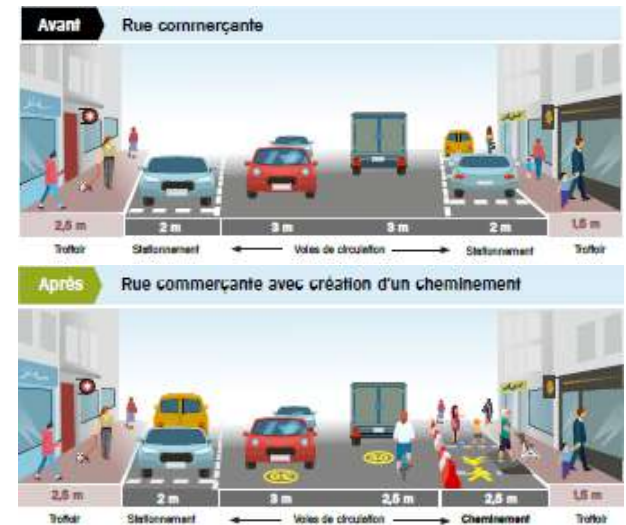 Avant Rue commerçante
2,5 m 2 m 3 m 3 m 2 m 1,5 m
Trottoir Stationnement Voies de circulation Stationnement Trottoir
Après Rue commerçante avec création d'un cheminement
30 30
2,5 m 2 m 3 m 2,5 m 2,5 m 1,5 m
Trottoir Stationnement Voies de circulation Cheminement Trottoir